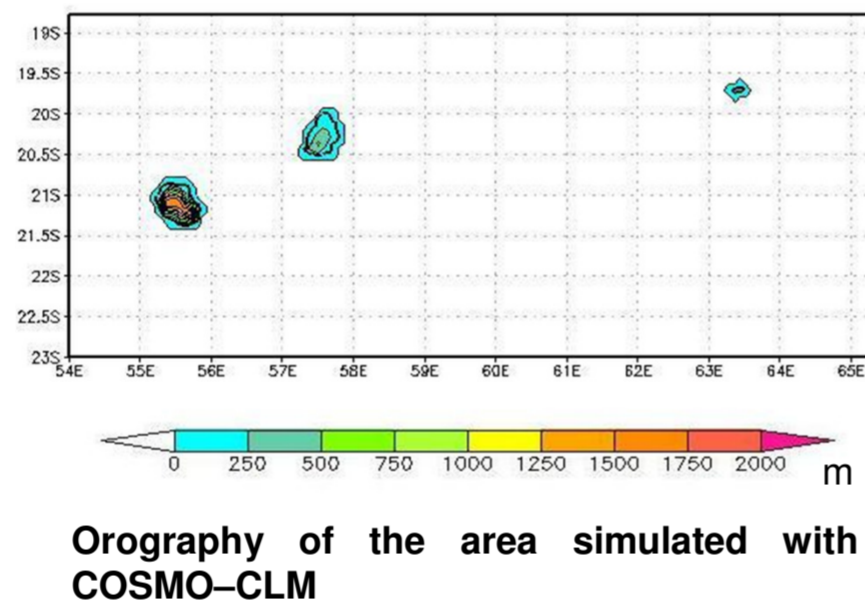 19S
19.5S
20S
20.5S
21S
21.5S
22S
22.5S
23S
54E 55E 56E 57E 58E 59E 60E 61E 62E 63E 64E 65E
0 250 500 750 1000 1250 1500 1750 2000
m
Orography of the area simulated with
COSMO–CLM